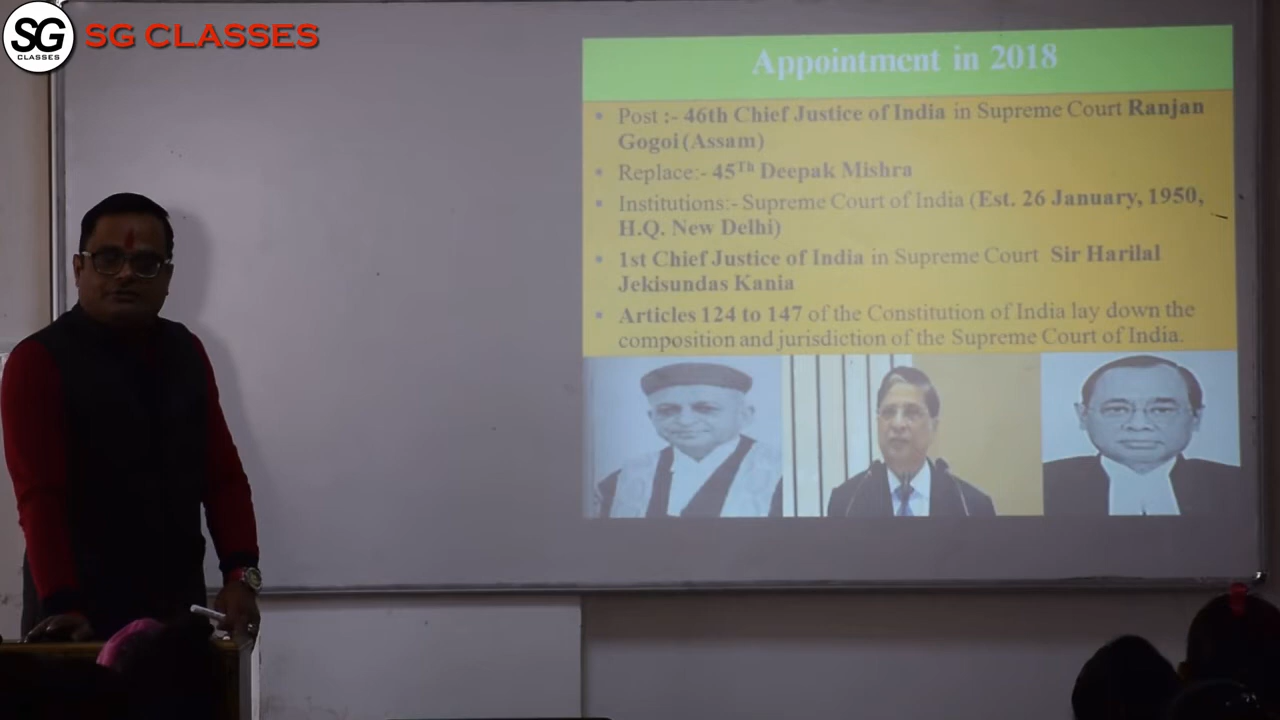 SG
CLASSES
SG CLASSES
Appointment in 2018
Post :- 46th Chief Justice of India in Supreme Court Ranjan
Gogoi (Assam)
Replace:- 45Th Deepak Mishra
Institutions:- Supreme Court of India (Est. 26 January, 1950,
H.Q. New Delhi)
1st Chief Justice of India in Supreme Court Sir Harilal
Jekisundas Kania
Articles 124 to 147 of the Constitution of India lay down the
composition and jurisdiction of the Supreme Court of India.